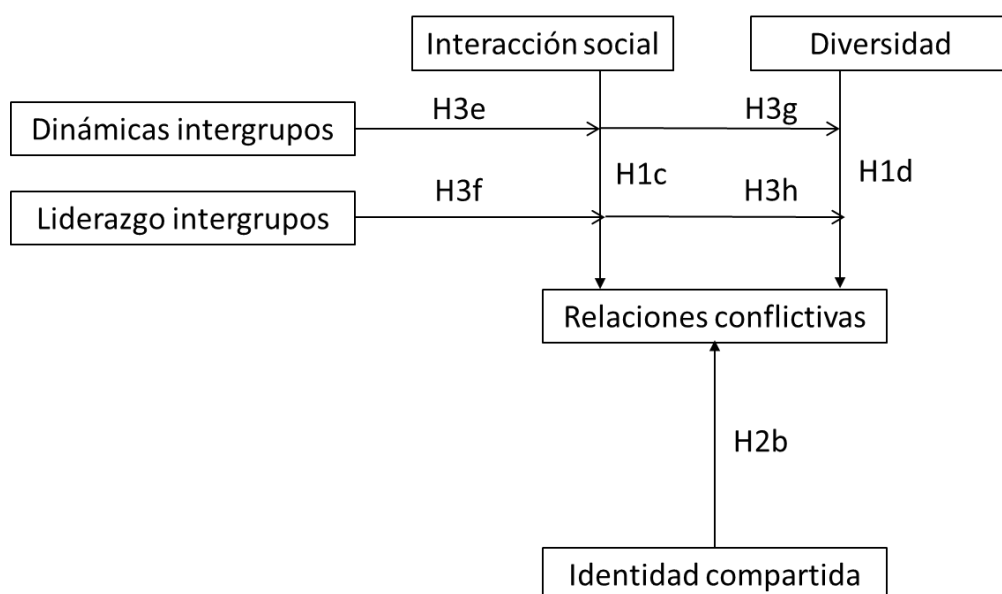 Interacción social
Diversidad
H3e
H3g
Dinámicas intergrupos
H1c
H1d
H3f
H3h
Liderazgo intergrupos
Relaciones conflictivas
H2b
Identidad compartida